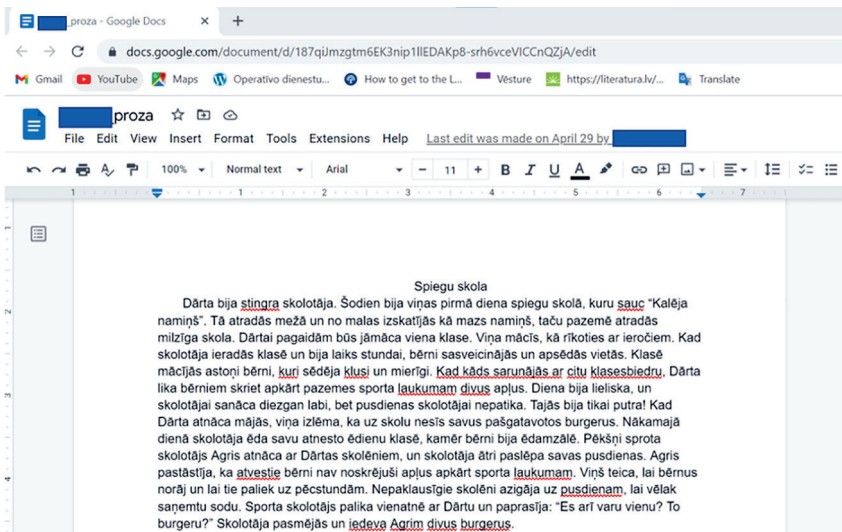 _proza - Google Docs
docs.google.com/document/d/187qiJmzgtm6EK3nip1llEDAKp8-srh6vceVICCnQZjA/edit
Gmail YouTube Maps Operatīvo dienestu... How to get to the L... Vēsture https://literatura.lv/... Translate
proza
File Edit View Insert Format Tools Extensions Help Last edit was made on April 29 by
100% Normal text Arial 11 B I U A
1 1 2 3 4 5 6 7
Spiegu skola
Dārta bija stingra skolotāja. Šodien bija viņas pirmā diena spiegu skolā, kuru sauc “Kalēja
namiņš”. Tā atradās mežā un no malas izskatījās kā mazs namiņš, taču pazemē atradās
milzīga skola. Dārtai pagaidām būs jāmāca viena klase. Viņa mācīs, kā rīkoties ar ieročiem. Kad
skolotāja ieradās klasē un bija laiks stundai, bērni sasveicinājās un apsēdās vietās. Klasē
mācījās astoņi bērni, kuri sēdēja klusi un mierīgi. Kad kāds sarunājās ar citu klasesbiedru, Dārta
lika bērniem skriet apkārt pazemes sporta laukumam divus apļus. Diena bija lieliska, un
skolotājai sanāca diezgan labi, bet pusdienas skolotājai nepatika. Tajās bija tikai putra! Kad
Dārta atnāca mājās, viņa izlēma, ka uz skolu nesīs savus pašgatavotos burgerus. Nākamajā
dienā skolotāja ēda savu atnesto ēdienu klasē, kamēr bērni bija ēdamzālē. Pēkšņi sprota
skolotājs Agris atnāca ar Dārtas skolēniem, un skolotāja ātri paslēpa savas pusdienas. Agris
pastāstīja, ka atvestie bērni nav noskrējuši apļus apkārt sporta laukumam. Viņš teica, lai bērnus
norāj un lai tie paliek uz pēcstundām. Nepaklausīgie skolēni aizgāja uz pusdienam, lai vēlak
saņemtu sodu. Sporta skolotājs palika vienatnē ar Dārtu un paprasīja: “Es arī varu vienu? To
burgeru?” Skolotāja pasmējās un iedeva Agrim divus burgerus.